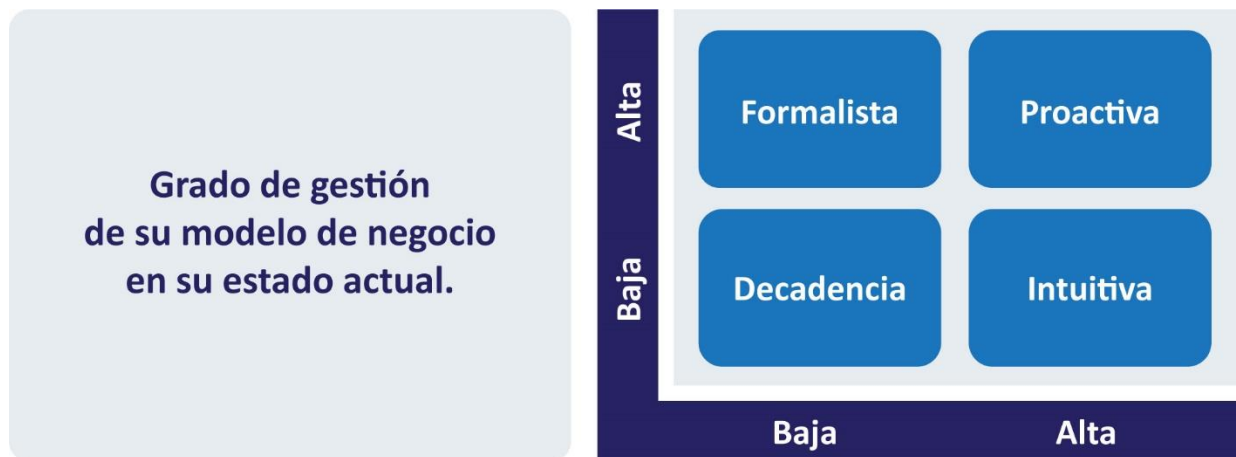 Grado de gestión
de su modelo de negocio
en su estado actual.
Alta
Formalista
Proactiva
Baja
Decadencia
Intuitiva
Baja
Alta